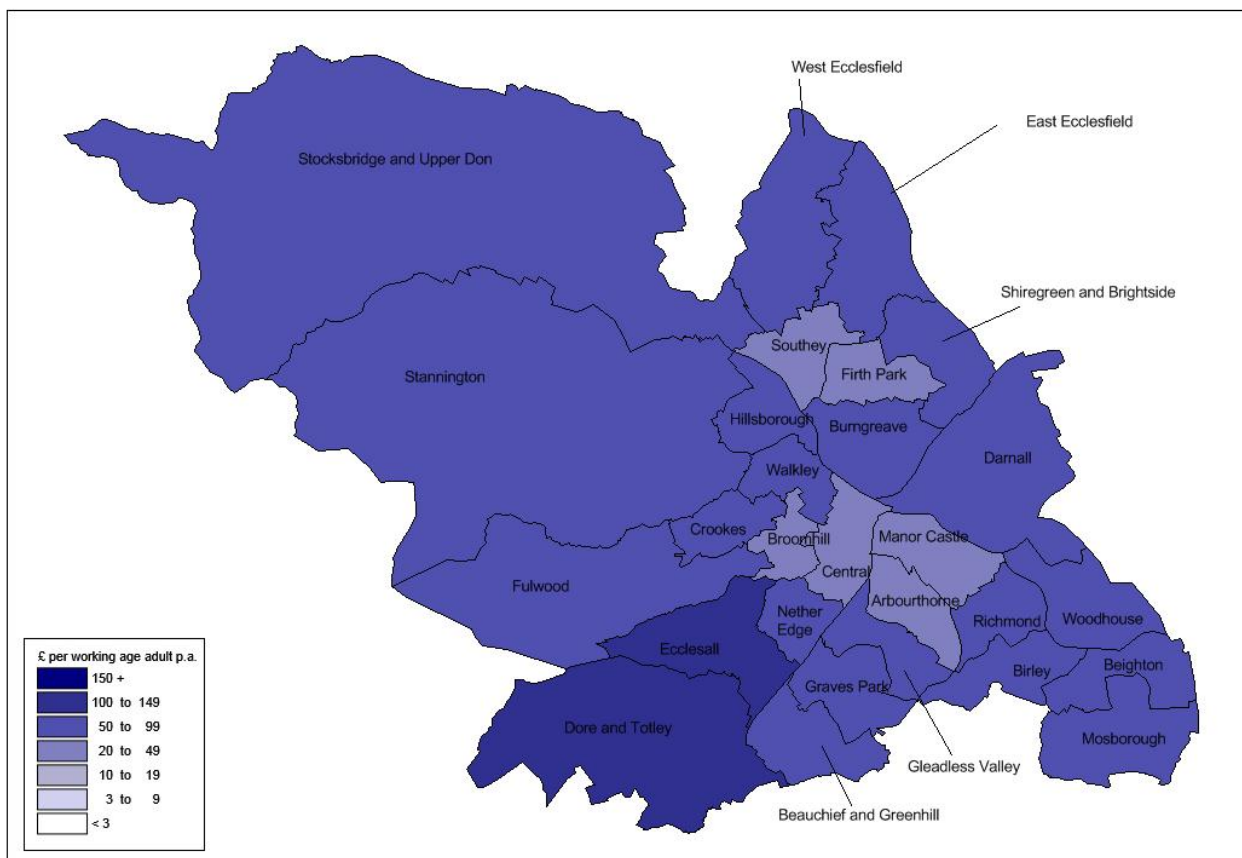 West Ecclesfield
East Ecclesfield
Stocksbridge and Upper Don
Shiregreen and Brightside
Southey
Firth Park
Stannington
Hillsborough
Burngreave
Darnall
Walkley
Crookes
Broomhill
Manor Castle
Central
Fulwood
Arbourthorne
Nether
Edge
Richmond
Woodhouse
Ecclesall
Birley
Beighton
Graves Park
Dore and Totley
Mosborough
Gleadless Valley
Beauchief and Greenhill
£ per working age adult p.a.
150 +
100 to 149
50 to 99
20 to 49
10 to 19
3 to 9
< 3